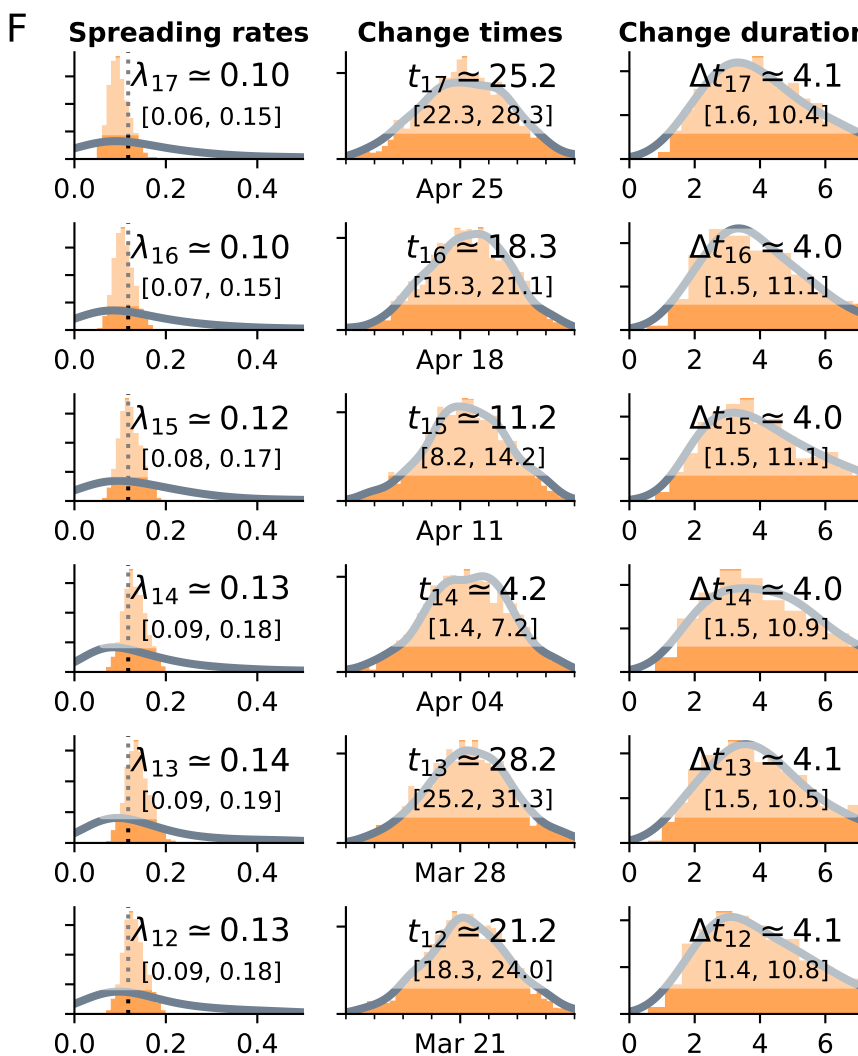 F
Spreading rates Change times Change duration
λ17 ≃ 0.10 t17 ≃ 25.2 Δt17 ≃ 4.1
[0.06, 0.15] [22.3, 28.3] [1.6, 10.4]
0.0 0.2 0.4 Apr 25 0 2 4 6
λ16 ≃ 0.10 t16 ≃ 18.3 Δt16 ≃ 4.0
[0.07, 0.15] [15.3, 21.1] [1.5, 11.1]
0.0 0.2 0.4 Apr 18 0 2 4 6
λ15 ≃ 0.12 t15 ≃ 11.2 Δt15 ≃ 4.0
[0.08, 0.17] [8.2, 14.2] [1.5, 11.1]
0.0 0.2 0.4 Apr 11 0 2 4 6
λ14 ≃ 0.13 t14 ≃ 4.2 Δt14 ≃ 4.0
[0.09, 0.18] [1.4, 7.2] [1.5, 10.9]
0.0 0.2 0.4 Apr 04 0 2 4 6
λ13 ≃ 0.14 t13 ≃ 28.2 Δt13 ≃ 4.1
[0.09, 0.19] [25.2, 31.3] [1.5, 10.5]
0.0 0.2 0.4 Mar 28 0 2 4 6
λ12 ≃ 0.13 t12 ≃ 21.2 Δt12 ≃ 4.1
[0.09, 0.18] [18.3, 24.0] [1.4, 10.8]
0.0 0.2 0.4 Mar 21 0 2 4 6